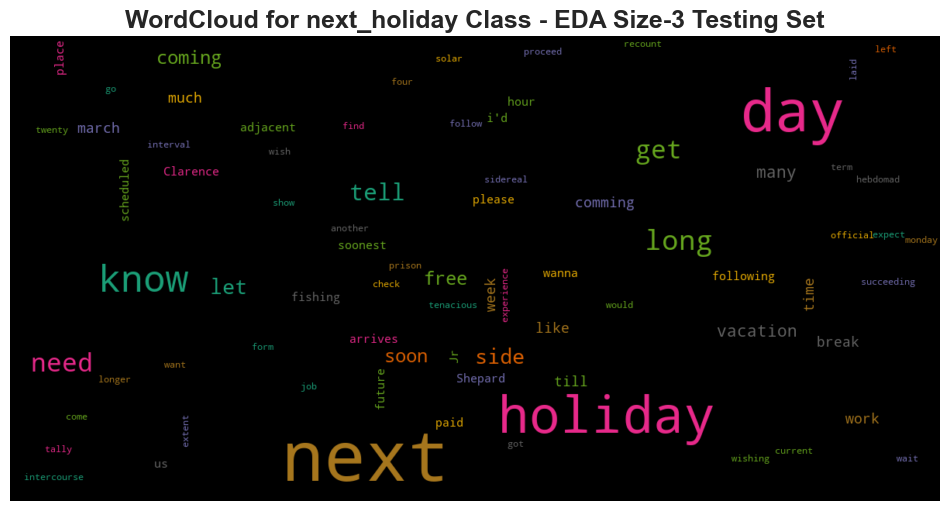 WordCloud for next_holiday Class - EDA Size-3 Testing Set
place
coming
solar
proceed
recount
left
laid
go
much
four
hour
day
twenty
march
adjacent
find
follow
i'd
interval
wish
get
scheduled
Clarence
tell
sidereal
many
term
hebdomad
show
please
comming
another
soonest
long
official
expect
monday
know
let
prison
check
free
week
experience
wanna
following
time
succeeding
fishing
tenacious
would
like
vacation
break
form
arrives
need
want
soon
jr
side
longer
job
future
Shepard
till
come
extent
paid
holiday
work
tally
us
next
got
wishing
current
wait
intercourse